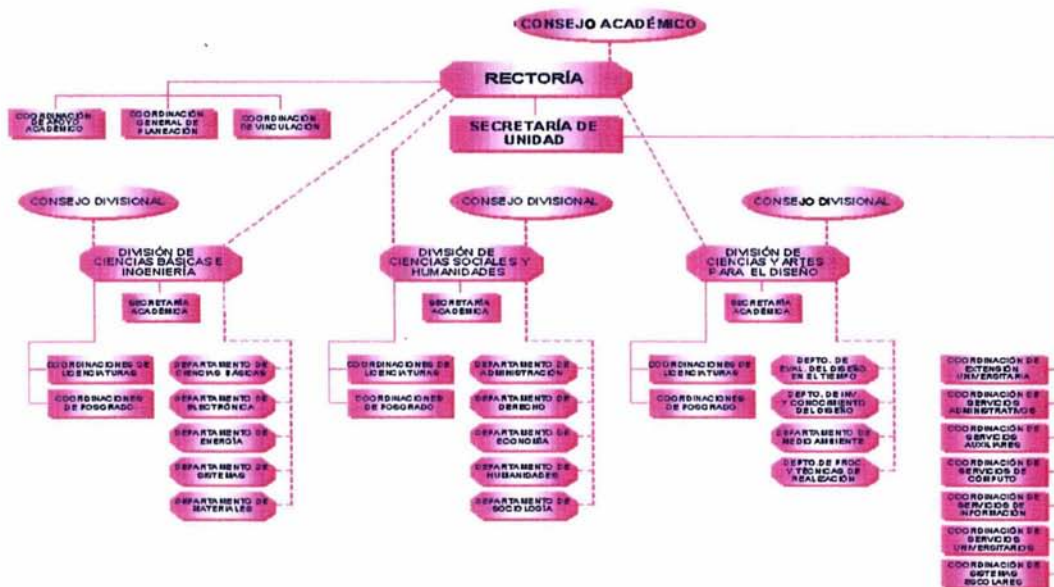 CONSEJO ACADÉMICO
RECTORÍA
COORDINACIÓN
DE APOYO
ACADÉMICO
COORDINACIÓN
GENERAL DE
PLANEACIÓN
COORDINACIÓN
DE VINCULACIÓN
SECRETARÍA DE
UNIDAD
CONSEJO DIVISIONAL
CONSEJO DIVISIONAL
CONSEJO DIVISIONAL
DIVISIÓN DE
CIENCIAS BÁSICAS E
INGENIERÍA
DIVISIÓN DE
CIENCIAS SOCIALES Y
HUMANIDADES
DIVISIÓN DE
CIENCIAS Y ARTES
PARA EL DISEÑO
SECRETARÍA
ACADÉMICA
SECRETARÍA
ACADÉMICA
SECRETARÍA
ACADÉMICA
COORDINACIONES DE
LICENCIATURAS
COORDINACIONES
DE POSGRADO
DEPARTAMENTO DE
CIENCIAS BÁSICAS
DEPARTAMENTO DE
ELECTRÓNICA
DEPARTAMENTO DE
ENERGÍA
DEPARTAMENTO DE
SISTEMAS
DEPARTAMENTO DE
MATERIALES
COORDINACIONES DE
LICENCIATURAS
COORDINACIONES
DE POSGRADO
DEPARTAMENTO DE
ADMINISTRACIÓN
DEPARTAMENTO DE
DERECHO
DEPARTAMENTO DE
ECONOMÍA
DEPARTAMENTO DE
HUMANIDADES
DEPARTAMENTO DE
SOCIOLOGÍA
COORDINACIONES DE
LICENCIATURAS
COORDINACIONES
DE POSGRADO
DEPTO. DE
EVAL. DEL DISEÑO
EN EL TIEMPO
DEPTO. DE INV
Y CONOCIMIENTO
DEL DISEÑO
DEPARTAMENTO DE
MEDIO AMBIENTE
DEPTO. DE PROC
Y TÉCNICAS DE
REALIZACIÓN
COORDINACIÓN DE
EXTENSIÓN
UNIVERSITARIA
COORDINACIÓN DE
SERVICIOS
ADMINISTRATIVOS
COORDINACIÓN DE
SERVICIOS
AUXILIARES
COORDINACIÓN DE
SERVICIOS DE
CÓMPUTO
COORDINACIÓN DE
SERVICIOS DE
INFORMACIÓN
COORDINACIÓN DE
SERVICIOS
UNIVERSITARIOS
COORDINACIÓN DE
SISTEMAS
ESCOLARES